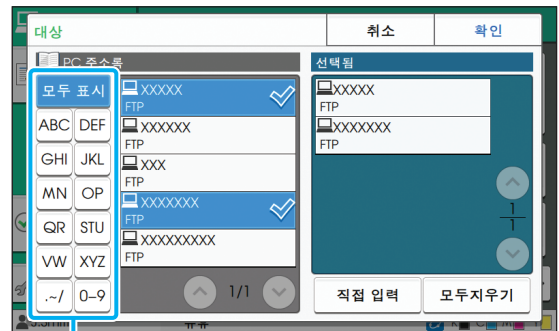 대상
취소
확인
PC 주소록
선택됨
모두 표시
ABC DEF
GHI JKL
MN OP
QR STU
VW XYZ
.~/ 0-9
XXXXX
FTP
XXXXXX
FTP
XXX
FTP
XXXXXXX
FTP
XXXXXXXXX
FTP
1/1
XXXXX
FTP
XXXXXXX
FTP
1
1
직접 입력
모두지우기